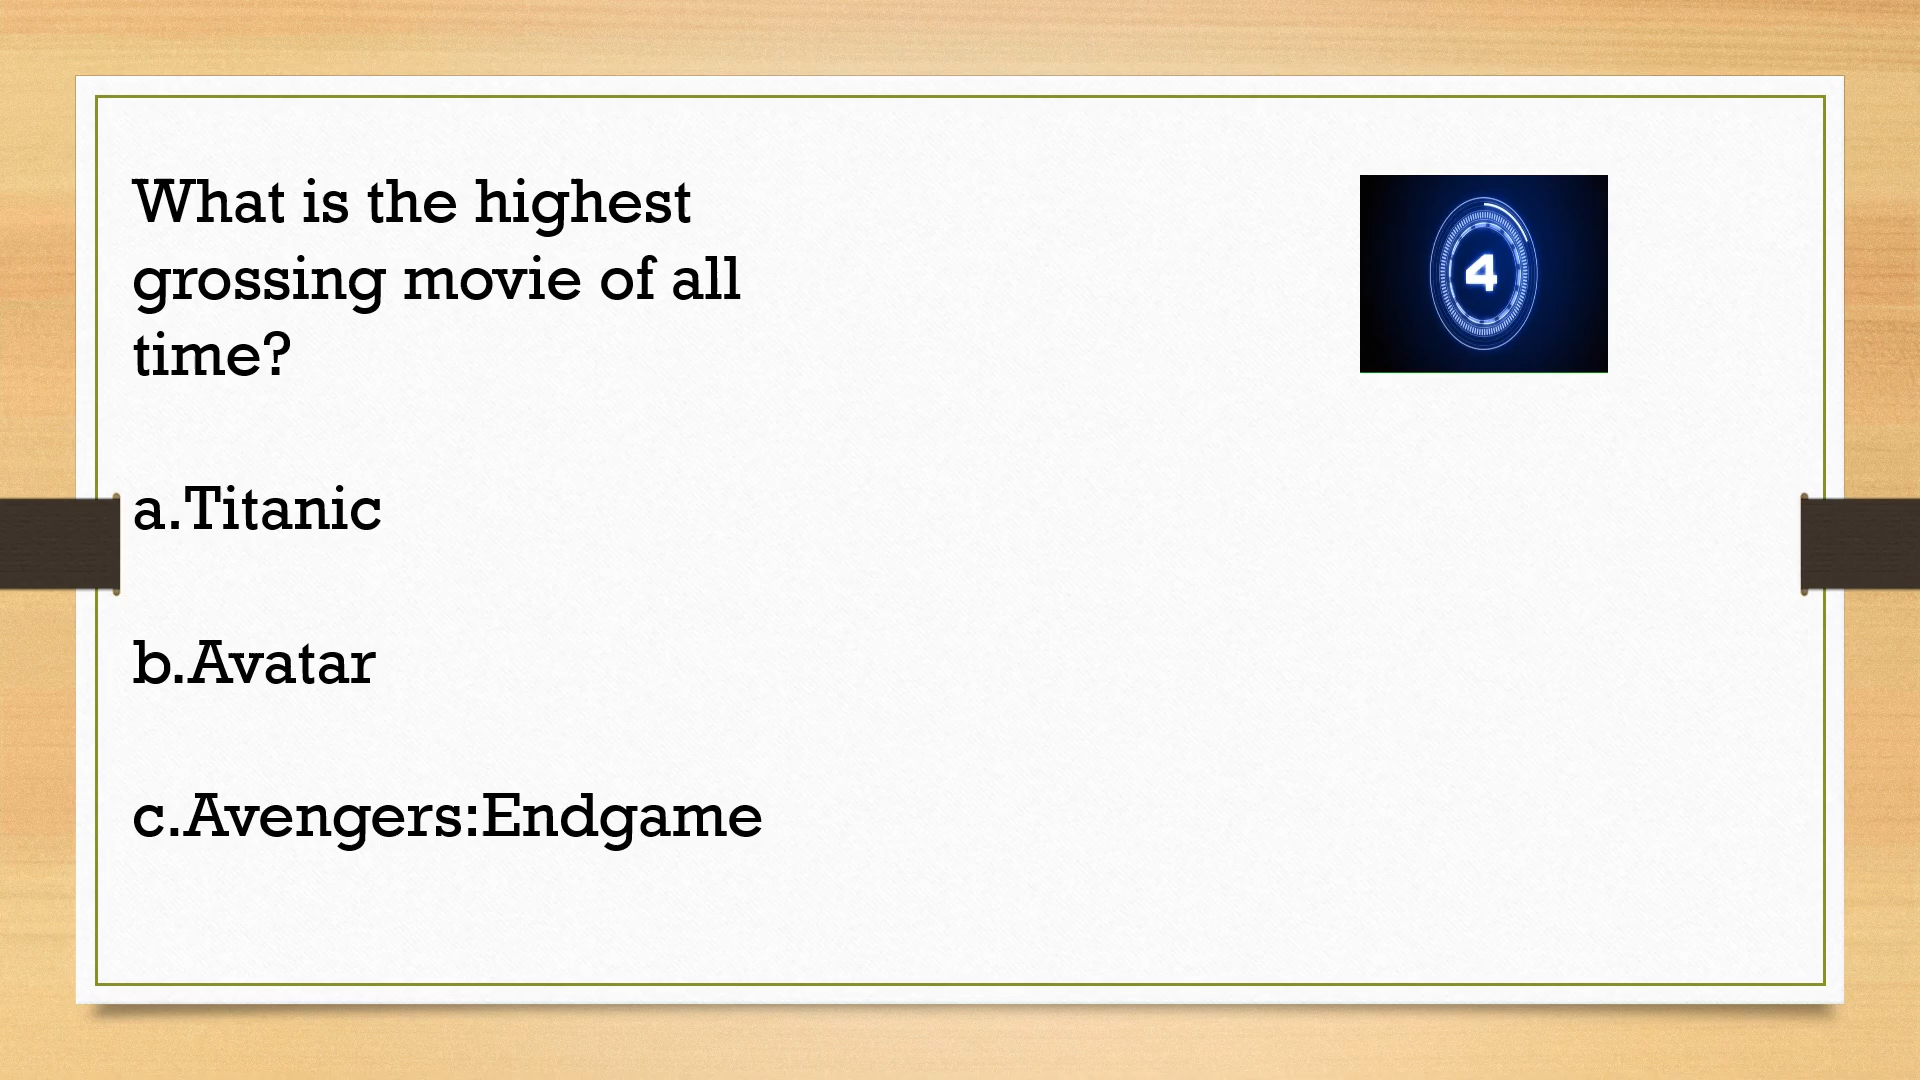 What is the highest
grossing movie of all
time?
a.Titanic
b.Avatar
c.Avengers:Endgame
4